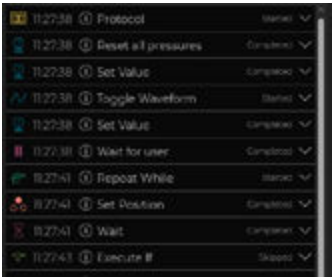 11:27:38 Protocol Started
11:27:38 Reset all pressures Completed
11:27:38 Set Value Completed
11:27:38 Toggle Waveform Started
11:27:38 Set Value Completed
11:27:38 Wait for user Completed
11:27:41 Repeat While Started
11:27:41 Set Position Completed
11:27:41 Wait Completed
11:27:43 Execute If Skipped